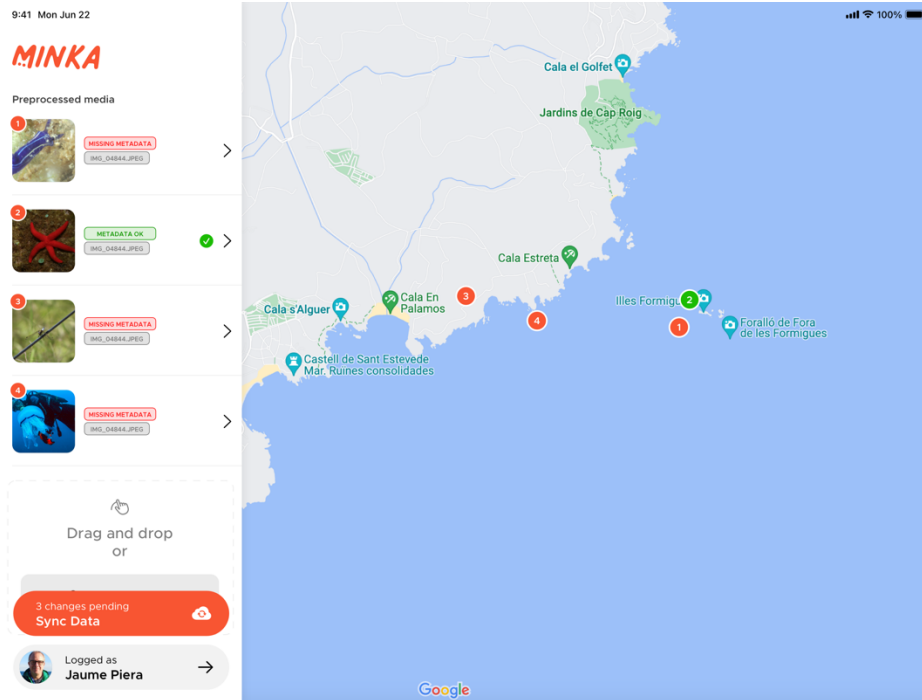 9:41 Mon Jun 22
100%
MINKA
Preprocessed media
1
MISSING METADATA
IMG_04844.JPEG
2
METADATA OK
IMG_04844.JPEG
3
MISSING METADATA
IMG_04844.JPEG
4
MISSING METADATA
IMG_04844.JPEG
Drag and drop
or
3 changes pending
Sync Data
Logged as
Jaume Piera
Cala el Golfet
Jardins de Cap Roig
Cala Estreta
3
Cala En
Palamos
Cala s'Alguer
4
Illes Formigu
2
1
Foralló de Fora
de les Formigues
Castell de Sant Estevede
Mar. Ruines consolidades
Google